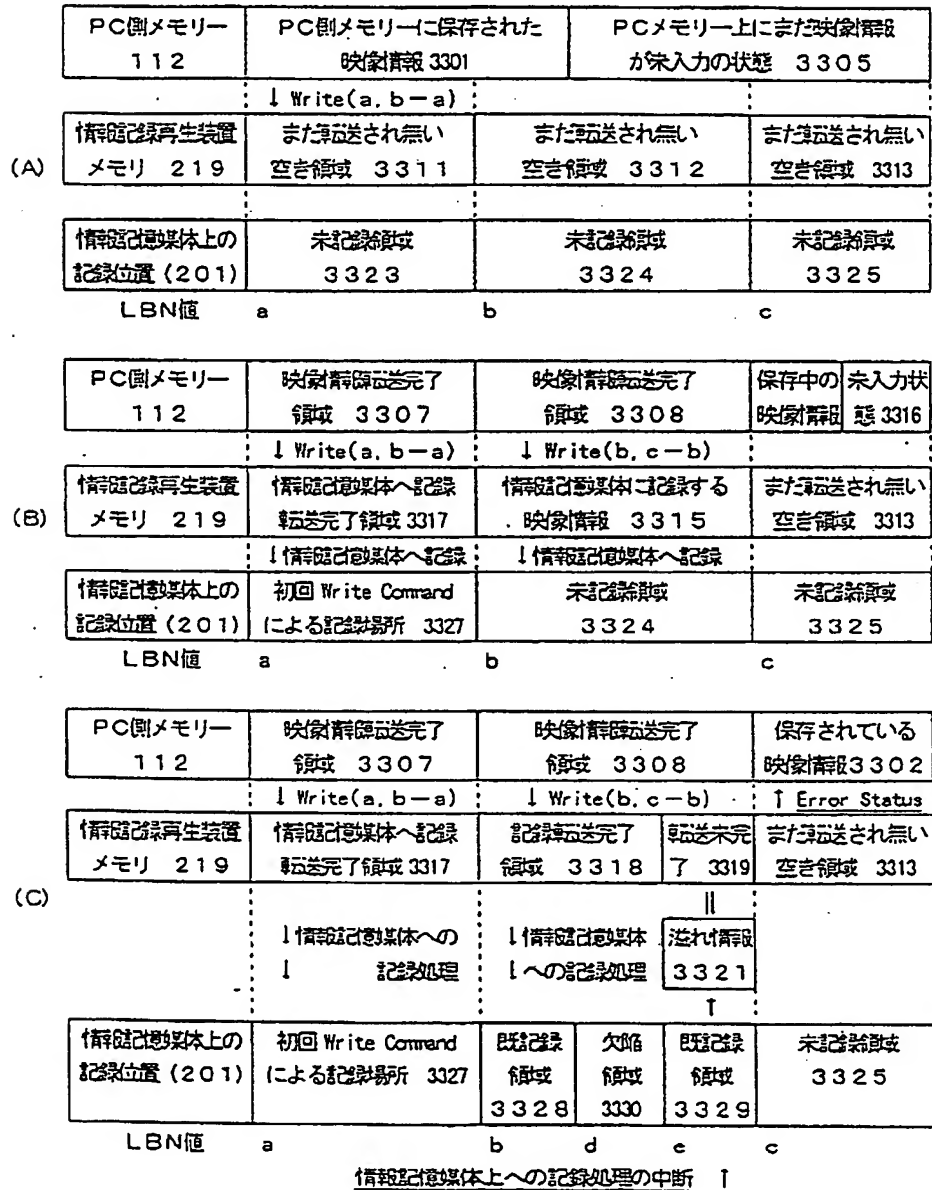 PC側メモリー PC側メモリーに保存された PCメモリー上にまだ映像情報
112 映像情報 3301 が未入力の状態 3305
↓ Write(a, b－a)
情報記録再生装置 まだ転送され無い まだ転送され無い まだ転送され無い
(A) メモリ 219 空き領域 3311 空き領域 3312 空き領域 3313
情報記憶媒体上の 未記録領域 未記録領域 未記録領域
記録位置 (201) 3323 3324 3325
LBN値 a b c
PC側メモリー 映像情報転送完了 映像情報転送完了 保存中の 未入力状
112 領域 3307 領域 3308 映像情報 態 3316
↓ Write(a, b－a) ↓ Write(b, c－b)
情報記録再生装置 情報記憶媒体へ記録 情報記憶媒体に記録する まだ転送され無い
(B) メモリ 219 転送完了領域 3317 映像情報 3315 空き領域 3313
↓情報記憶媒体へ記録 ↓情報記憶媒体へ記録
情報記憶媒体上の 初回 Write Command 未記録領域 未記録領域
記録位置 (201) による記録場所 3327 3324 3325
LBN値 a b c
PC側メモリー 映像情報転送完了 映像情報転送完了 保存されている
112 領域 3307 領域 3308 映像情報3302
↓ Write(a, b－a) ↓ Write(b, c－b) ↑ Error Status
情報記録再生装置 情報記憶媒体へ記録 記録転送完了 転送未完 まだ転送され無い
メモリ 219 転送完了領域 3317 領域 3318 了 3319 空き領域 3313
(C)
↓情報記憶媒体への ↓情報記憶媒体 溢れ情報
↓ 記録処理 ↓への記録処理 3321
↑
情報記憶媒体上の 初回 Write Command 既記録 欠陥 既記録 未記録領域
記録位置 (201) による記録場所 3327 領域 領域 領域 3325
3328 3330 3329
LBN値 a b d e c
情報記憶媒体上への記録処理の中断 ↑